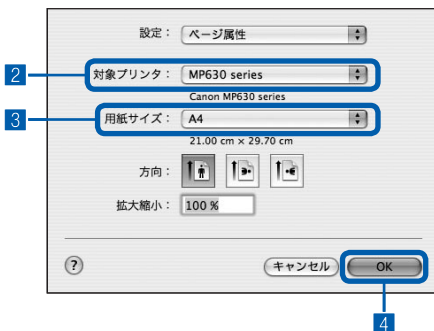 設定： ページ属性
2 対象プリンタ： MP630 series
Canon MP630 series
3 用紙サイズ： A4
21.00 cm × 29.70 cm
方向：
拡大縮小： 100 %
? キャンセル OK
4